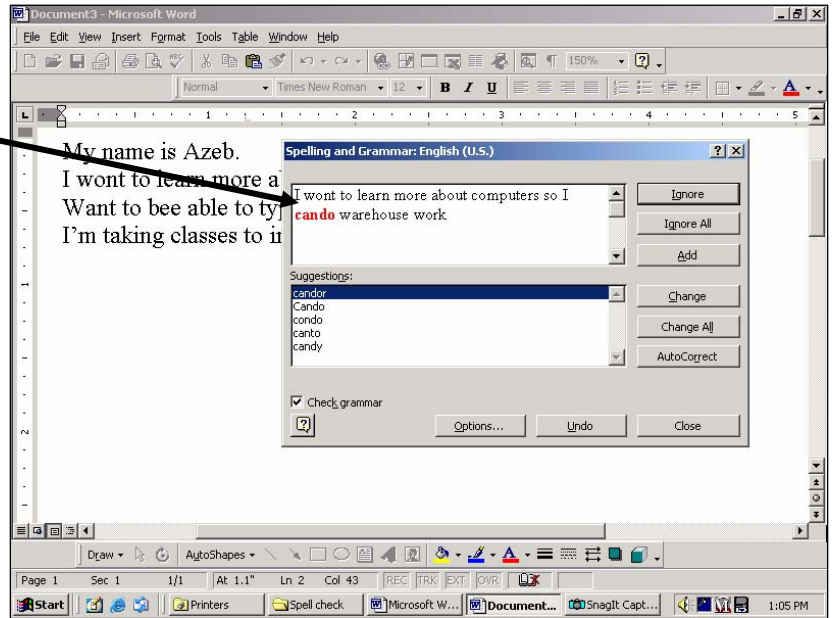 Document3 - Microsoft Word
File Edit View Insert Format Tools Table Window Help
150%
Normal Times New Roman 12 B I U
1 2 3 4 5
My name is Azeb.
I wont to learn more a
Want to bee able to ty
I'm taking classes to i
Spelling and Grammar: English (U.S.)
I wont to learn more about computers so I
cando warehouse work
Ignore
Ignore All
Add
Suggestions:
candor
Cando
condo
canto
candy
Change
Change All
AutoCorrect
Check grammar
Options...
Undo
Close
Draw AutoShapes
Page 1 Sec 1 1/1 At 1.1" Ln 2 Col 43 REC TRK EXT OVR
Start Printers Spell check Microsoft W... Document... SnagIt Capt... 1:05 PM